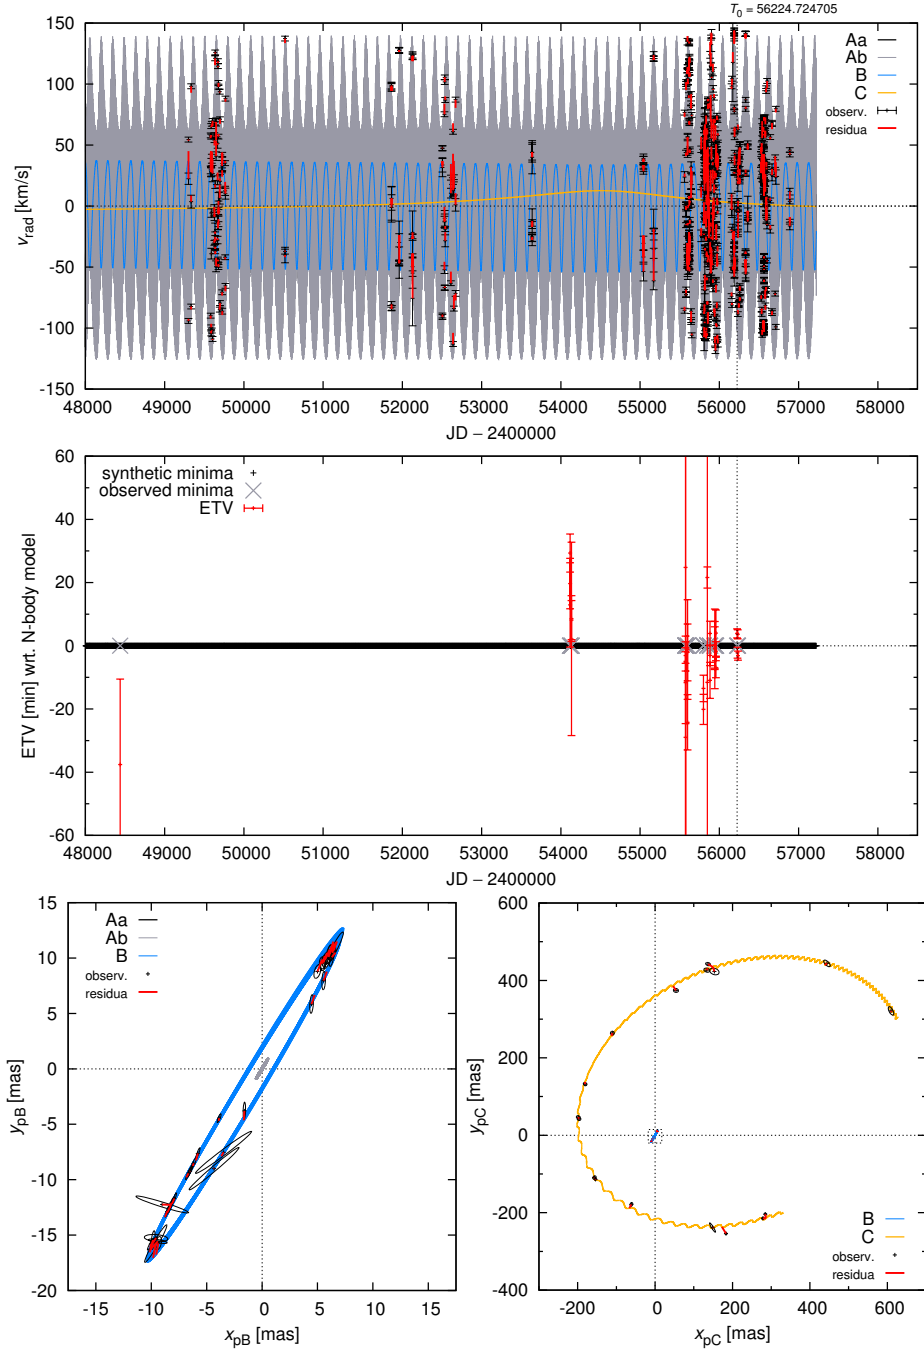 T0 = 56224.724705
150
100
50
0
-50
-100
-150
vrad [km/s]
Aa
Ab
B
C
observ.
residua
48000 49000 50000 51000 52000 53000 54000 55000 56000 57000 58000
JD − 2400000
60
40
20
0
-20
-40
-60
ETV [min] wrt. N-body model
synthetic minima
observed minima
ETV
48000 49000 50000 51000 52000 53000 54000 55000 56000 57000 58000
JD − 2400000
15
10
5
0
-5
-10
-15
-20
ypB [mas]
Aa
Ab
B
observ.
residua
-15 -10 -5 0 5 10 15
xpB [mas]
600
400
200
0
-200
-400
ypC [mas]
B
C
observ.
residua
-200 0 200 400 600
xpC [mas]